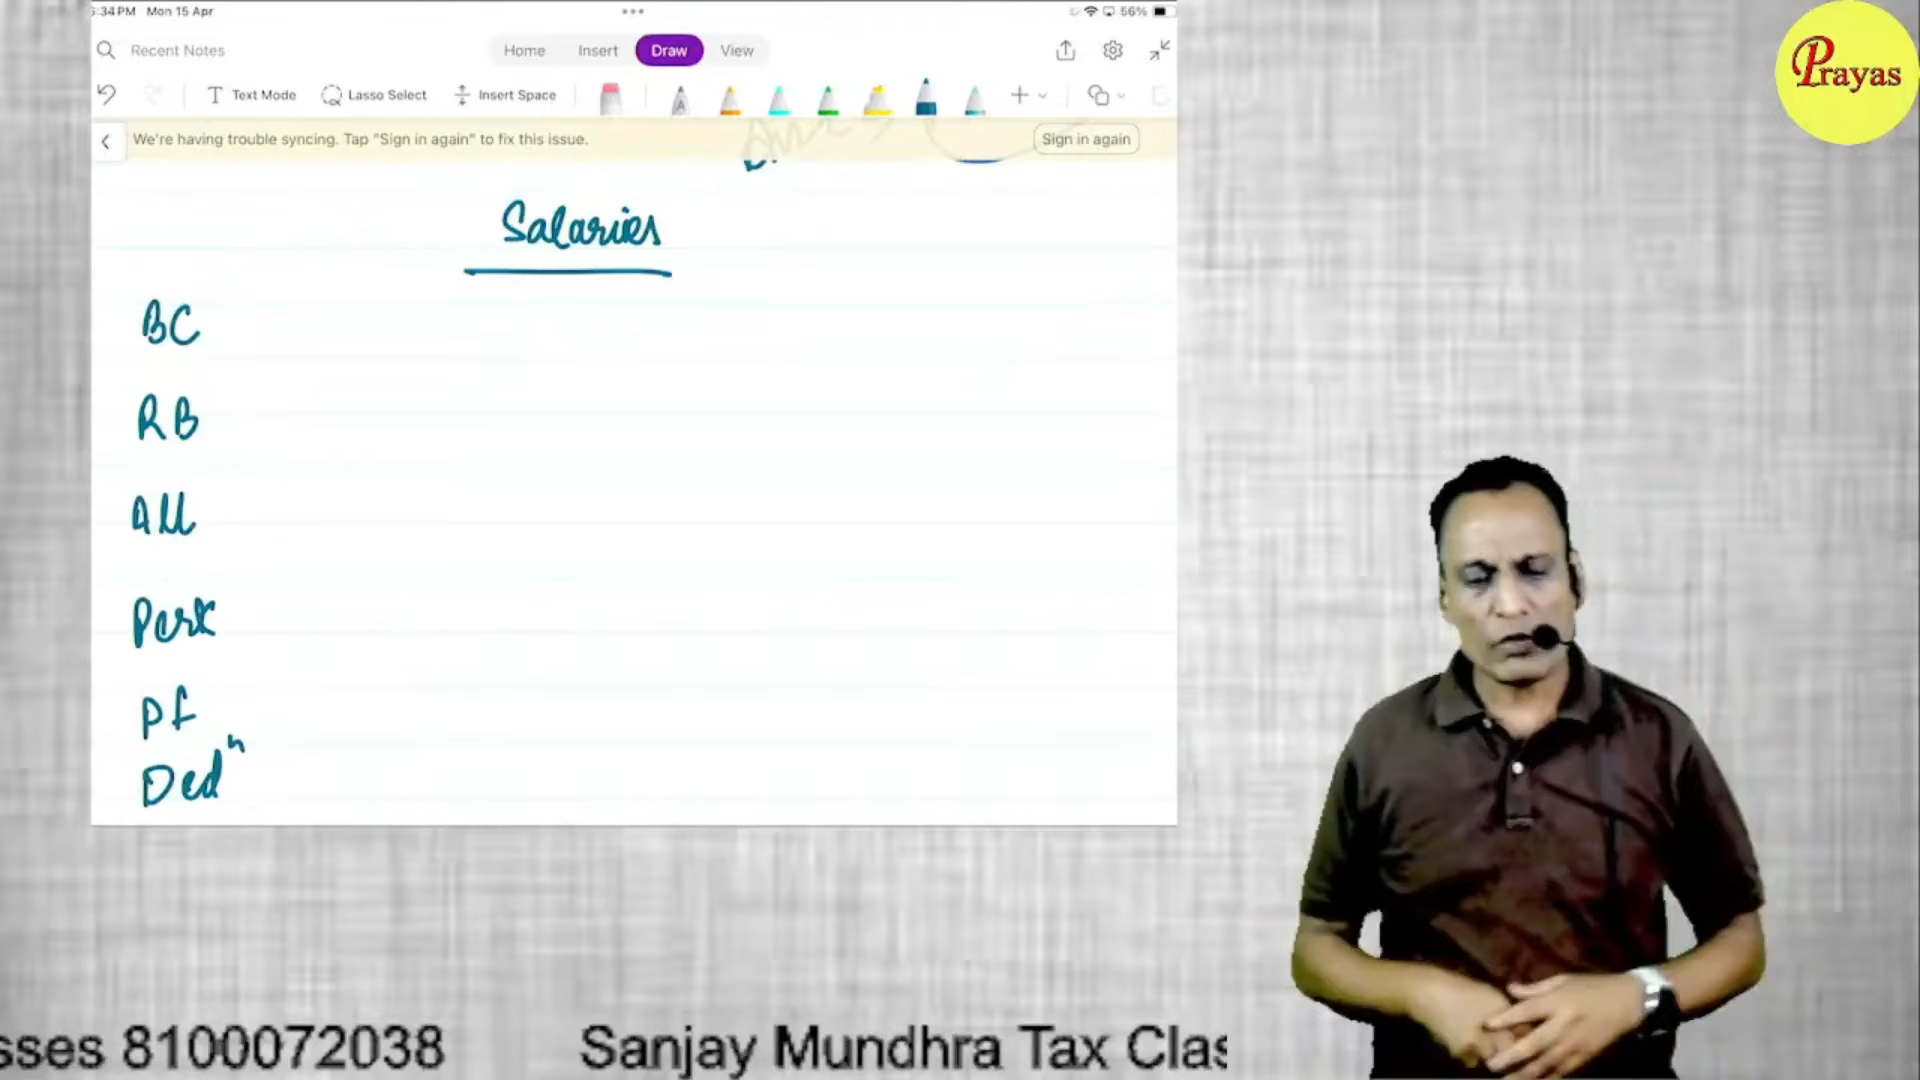 :34 PM Mon 15 Apr
56%
Recent Notes
Home Insert Draw View
Text Mode Lasso Select Insert Space
We're having trouble syncing. Tap "Sign in again" to fix this issue.
Sign in again
Prayas
Salaries
BC
RB
All
Perk
PF
Dedⁿ
sses 8100072038 Sanjay Mundhra Tax Clas